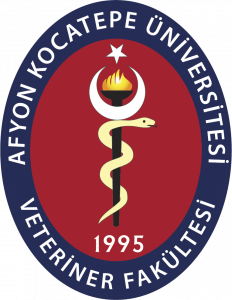 AFYON KOCATEPE ÜNİVERSİTESİ
1995
VETERİNER FAKÜLTESİ